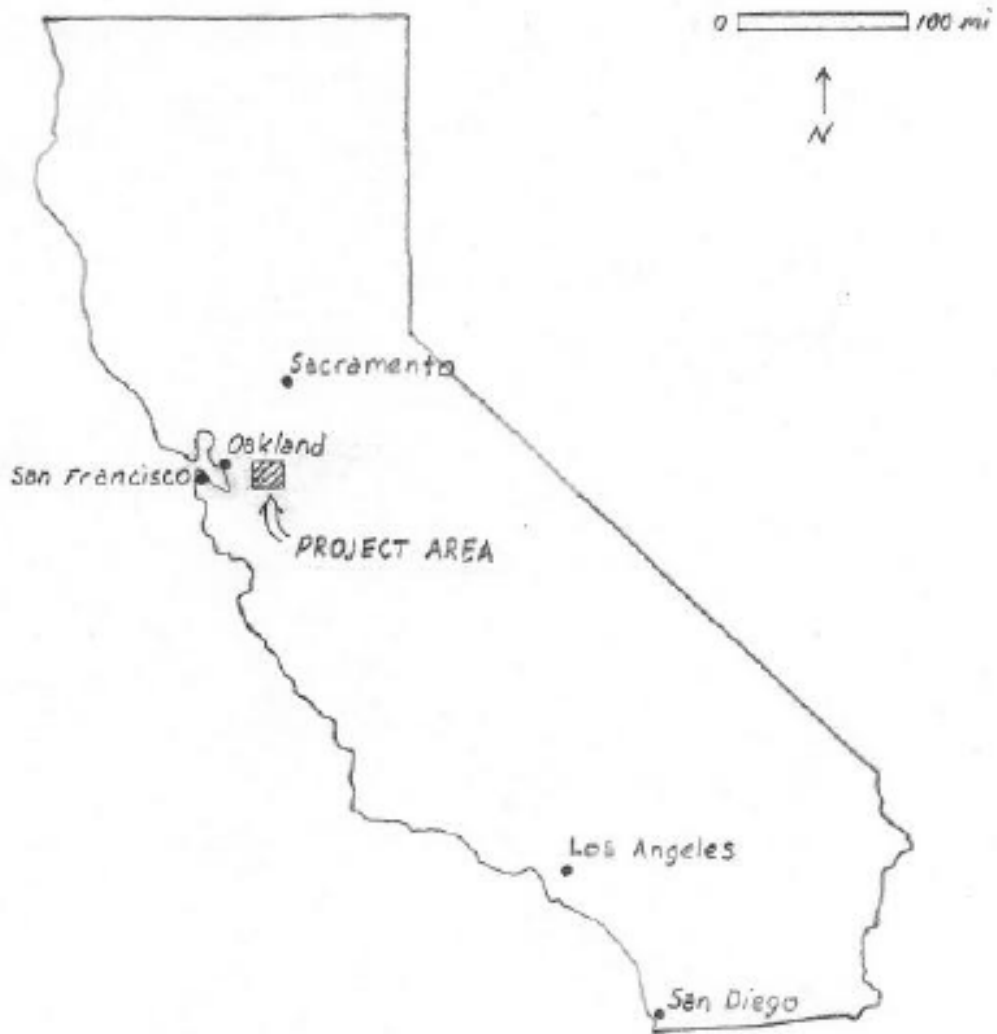 0 100 mi
N
Sacramento
Oakland
San Francisco
PROJECT AREA
Los Angeles
San Diego